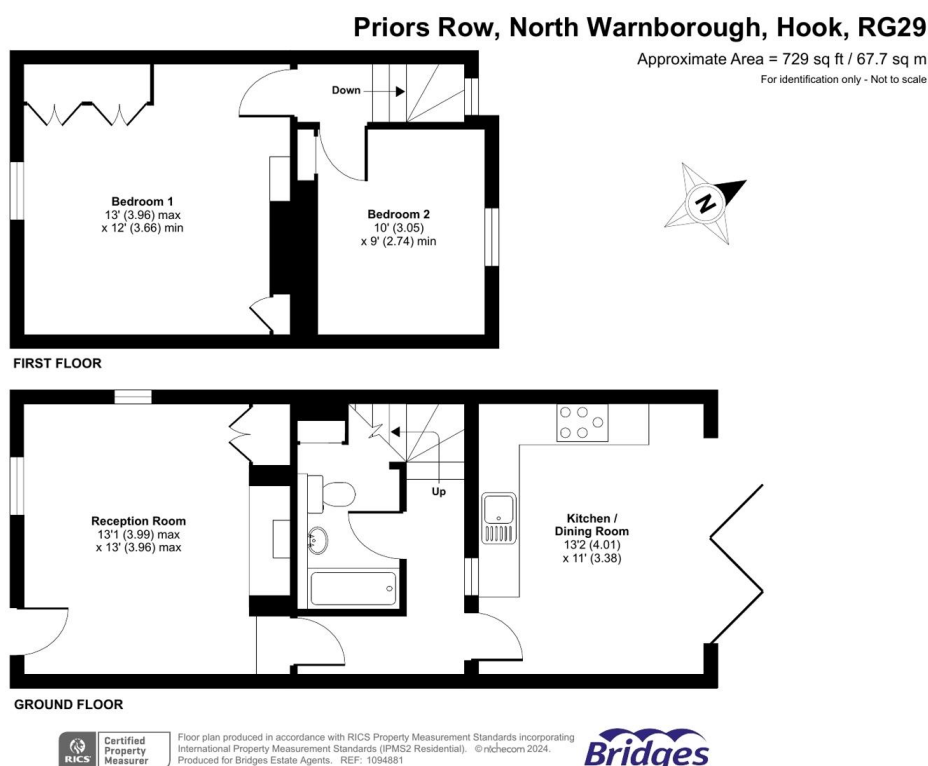 Priors Row, North Warnborough, Hook, RG29
Approximate Area = 729 sq ft / 67.7 sq m
For identification only - Not to scale
Down
Bedroom 1
13' (3.96) max
x 12' (3.66) min
Bedroom 2
10' (3.05)
x 9' (2.74) min
N
FIRST FLOOR
Up
Reception Room
13'1 (3.99) max
x 13' (3.96) max
Kitchen /
Dining Room
13'2 (4.01)
x 11' (3.38)
GROUND FLOOR
RICS
Certified
Property
Measurer
Floor plan produced in accordance with RICS Property Measurement Standards incorporating
International Property Measurement Standards (IPMS2 Residential). © nichecom 2024.
Produced for Bridges Estate Agents. REF: 1094881
Bridges